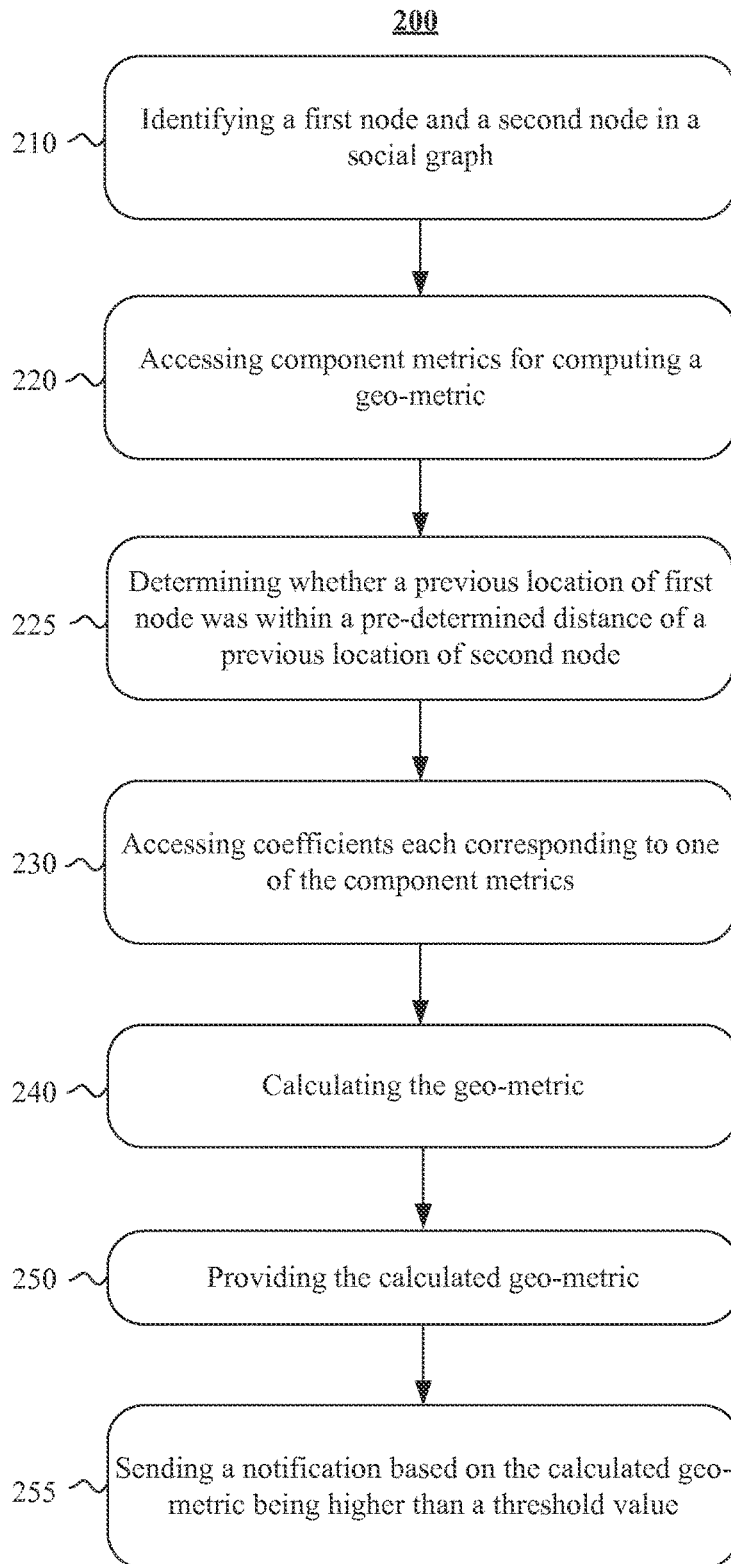 200
210
Identifying a first node and a second node in a
social graph
220
Accessing component metrics for computing a
geo-metric
225
Determining whether a previous location of first
node was within a pre-determined distance of a
previous location of second node
230
Accessing coefficients each corresponding to one
of the component metrics
240
Calculating the geo-metric
250
Providing the calculated geo-metric
255
Sending a notification based on the calculated geo-
metric being higher than a threshold value